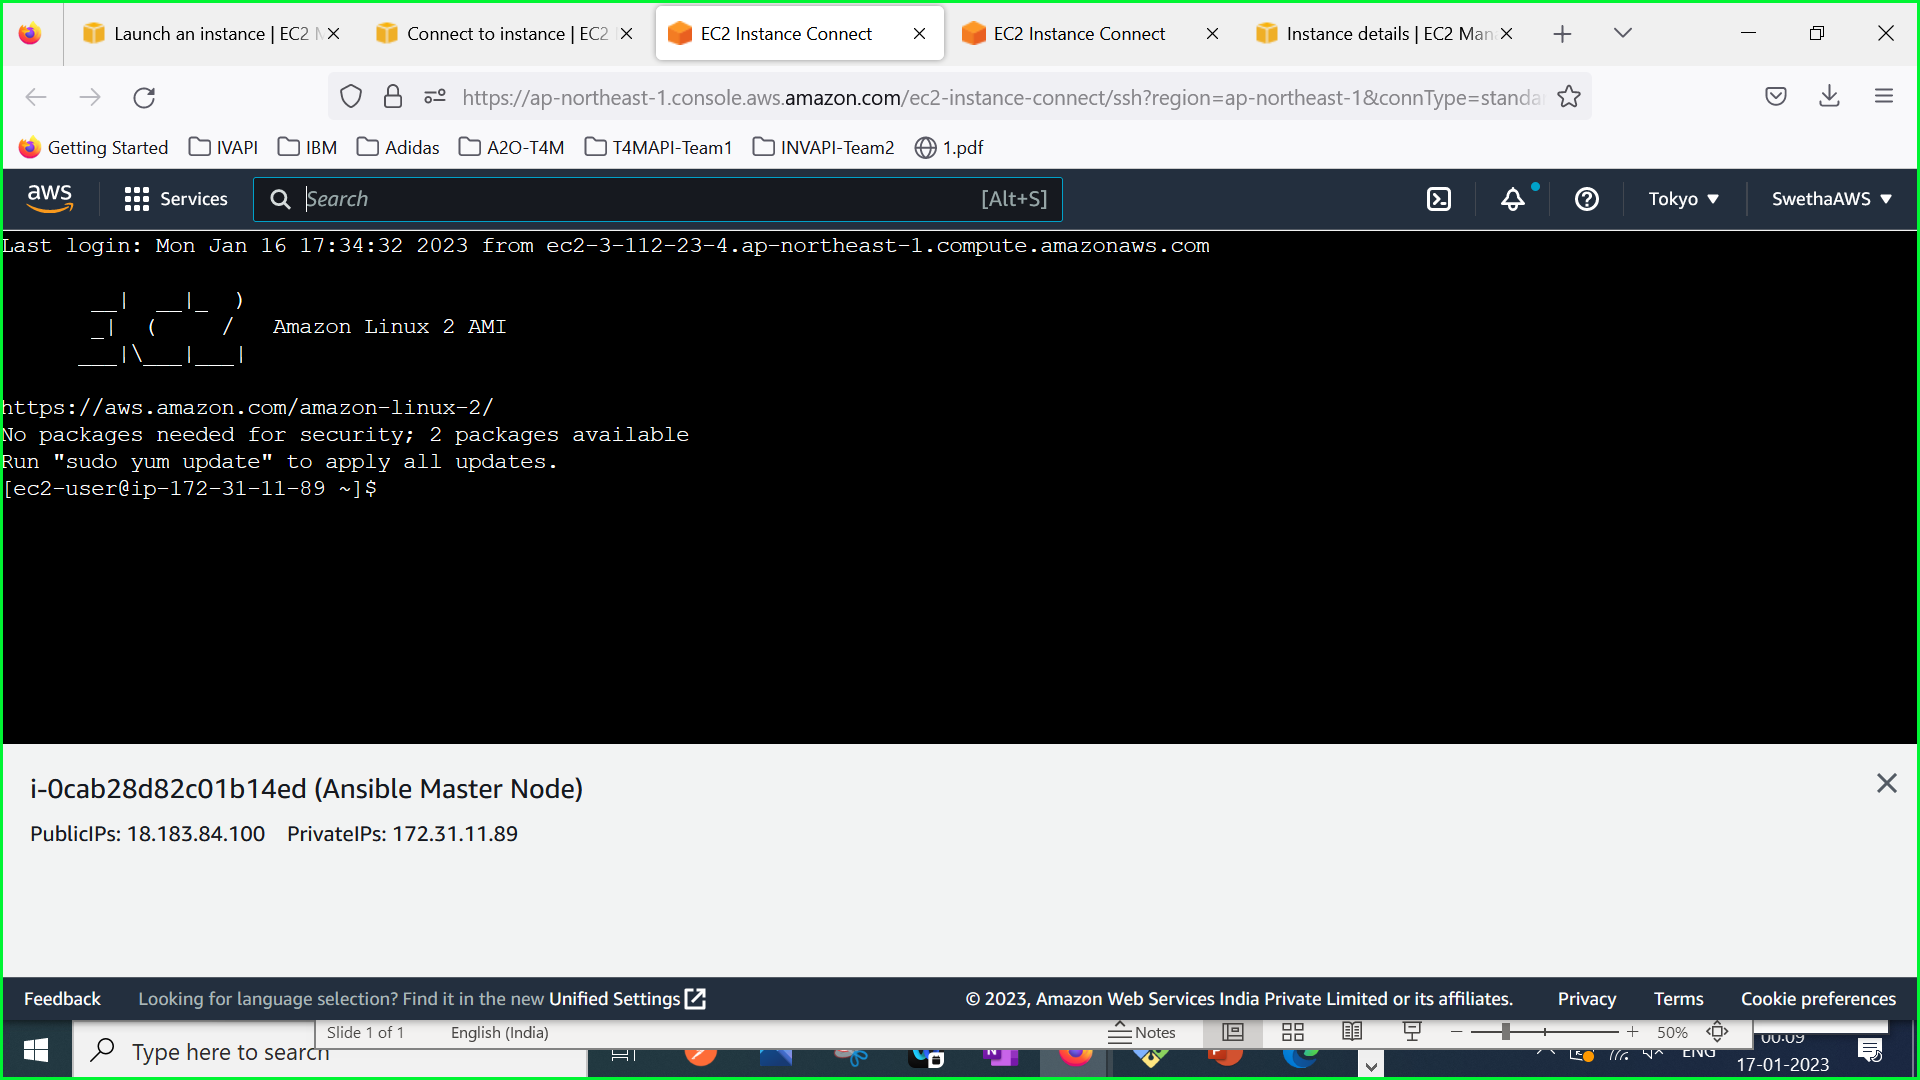 Launch an instance | EC2 M
Connect to instance | EC2
EC2 Instance Connect
EC2 Instance Connect
Instance details | EC2 Man
https://ap-northeast-1.console.aws.amazon.com/ec2-instance-connect/ssh?region=ap-northeast-1&connType=standa
Getting Started
IVAPI
IBM
Adidas
A2O-T4M
T4MAPI-Team1
INVAPI-Team2
1.pdf
aws
Services
Search
[Alt+S]
Tokyo
SwethaAWS
Last login: Mon Jan 16 17:34:32 2023 from ec2-3-112-23-4.ap-northeast-1.compute.amazonaws.com
__|  __|_  )
_|  (     /   Amazon Linux 2 AMI
___|\___|___|
https://aws.amazon.com/amazon-linux-2/
No packages needed for security; 2 packages available
Run "sudo yum update" to apply all updates.
[ec2-user@ip-172-31-11-89 ~]$
i-0cab28d82c01b14ed (Ansible Master Node)
PublicIPs: 18.183.84.100 PrivateIPs: 172.31.11.89
Feedback
Looking for language selection? Find it in the new Unified Settings
© 2023, Amazon Web Services India Private Limited or its affiliates.
Privacy
Terms
Cookie preferences
Slide 1 of 1
English (India)
Notes
50%
Type here to search
ENG
00:09
17-01-2023